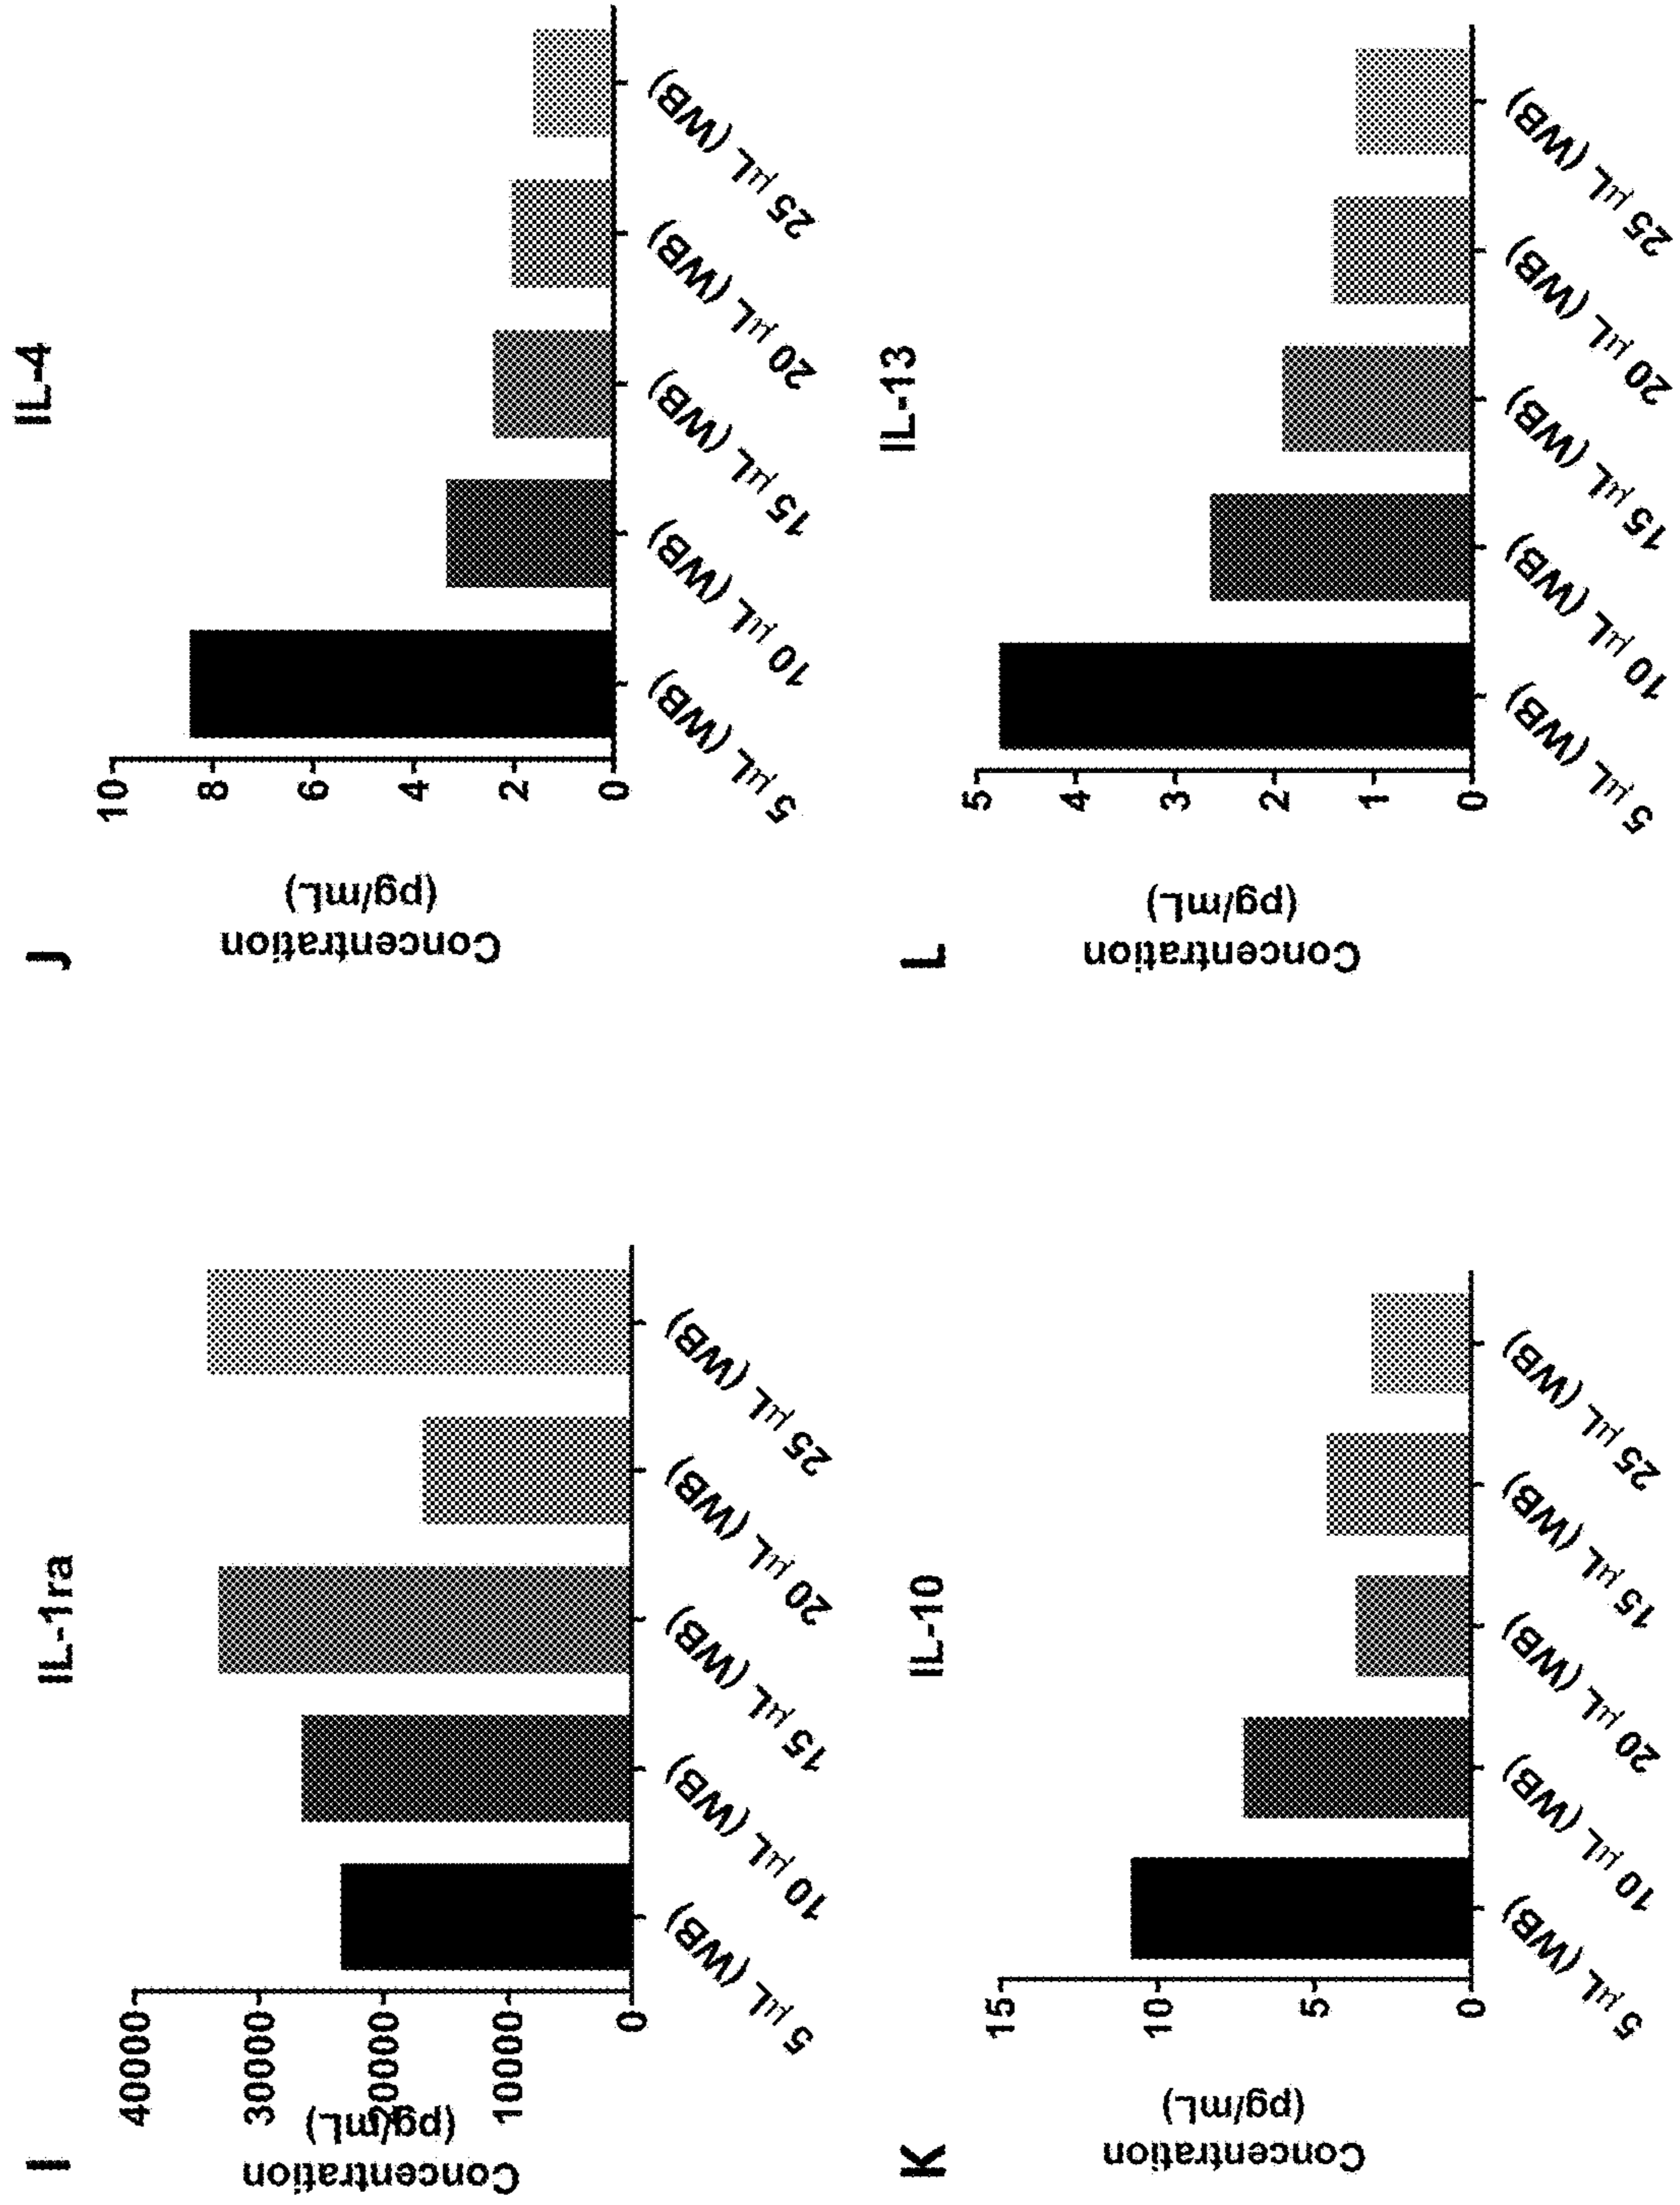 I
IL-1ra
Concentration
(pg/mL)
40000
30000
20000
10000
0
5 µL (WB)
10 µL (WB)
15 µL (WB)
20 µL (WB)
25 µL (WB)
J
IL-4
Concentration
(pg/mL)
10
8
6
4
2
0
5 µL (WB)
10 µL (WB)
15 µL (WB)
20 µL (WB)
25 µL (WB)
K
IL-10
Concentration
(pg/mL)
15
10
5
0
5 µL (WB)
10 µL (WB)
20 µL (WB)
15 µL (WB)
25 µL (WB)
L
IL-13
Concentration
(pg/mL)
5
4
3
2
1
0
5 µL (WB)
10 µL (WB)
15 µL (WB)
20 µL (WB)
25 µL (WB)